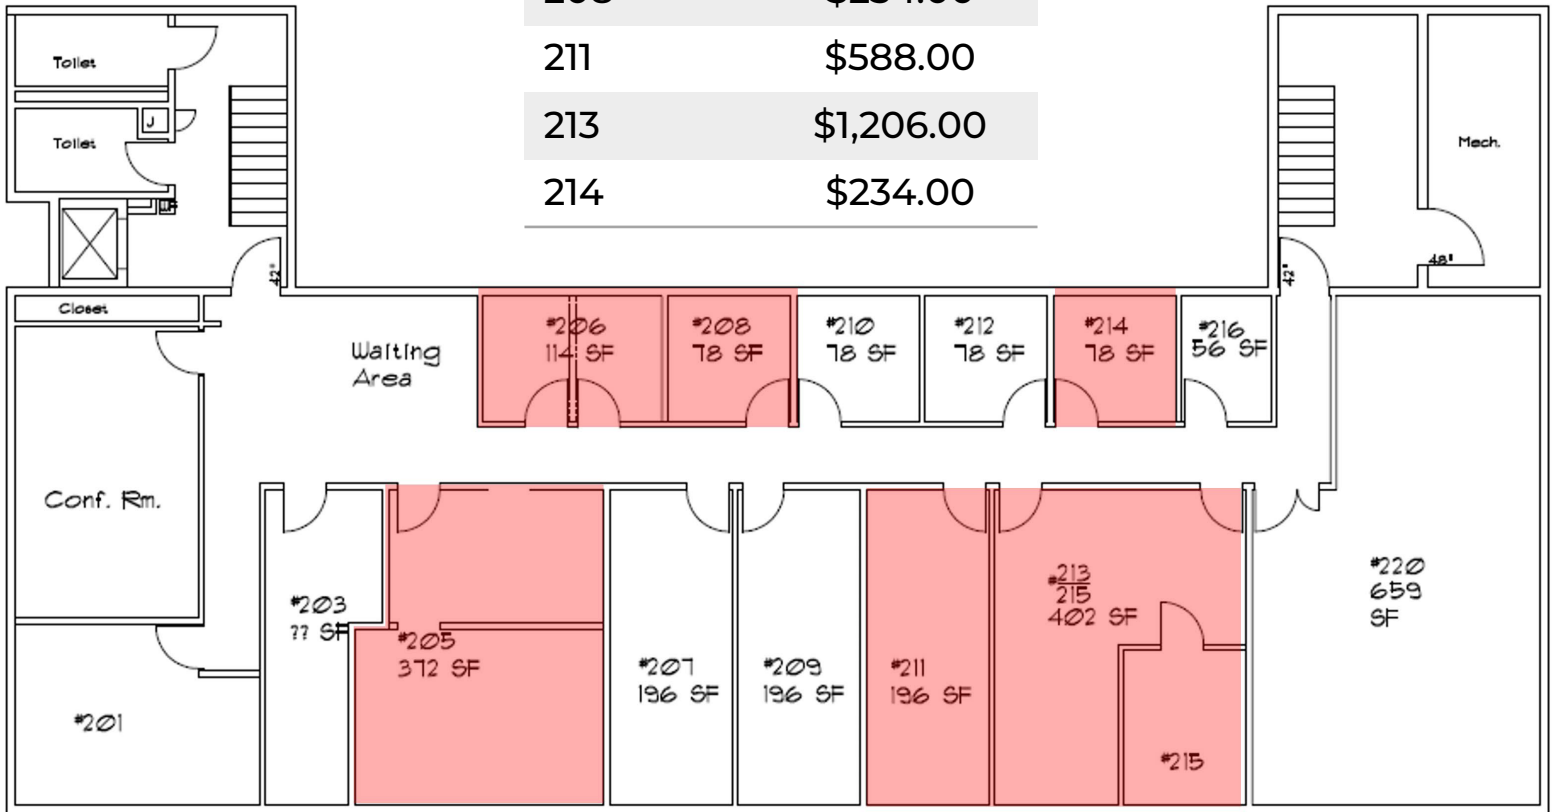 208 $234.00
211 $588.00
213 $1,206.00
214 $234.00
Toilet
J
Toilet
Mech.
42"
42"
48"
Closet
Waiting
Area
#206
114 SF
#208
78 SF
#210
78 SF
#212
78 SF
#214
78 SF
#216
56 SF
Conf. Rm.
#203
?? SF
#205
372 SF
#207
196 SF
#209
196 SF
#211
196 SF
#213
215
402 SF
#215
#220
659
SF
#201